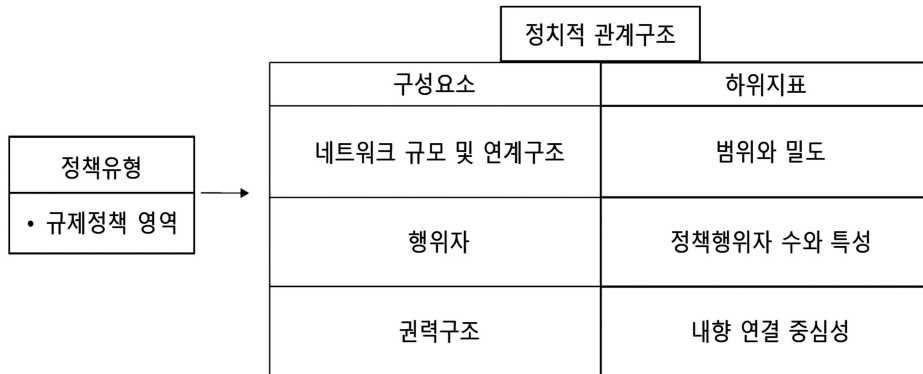 정치적 관계구조
구성요소 하위지표
네트워크 규모 및 연계구조 범위와 밀도
정책유형
• 규제정책 영역
행위자 정책행위자 수와 특성
권력구조 내향 연결 중심성